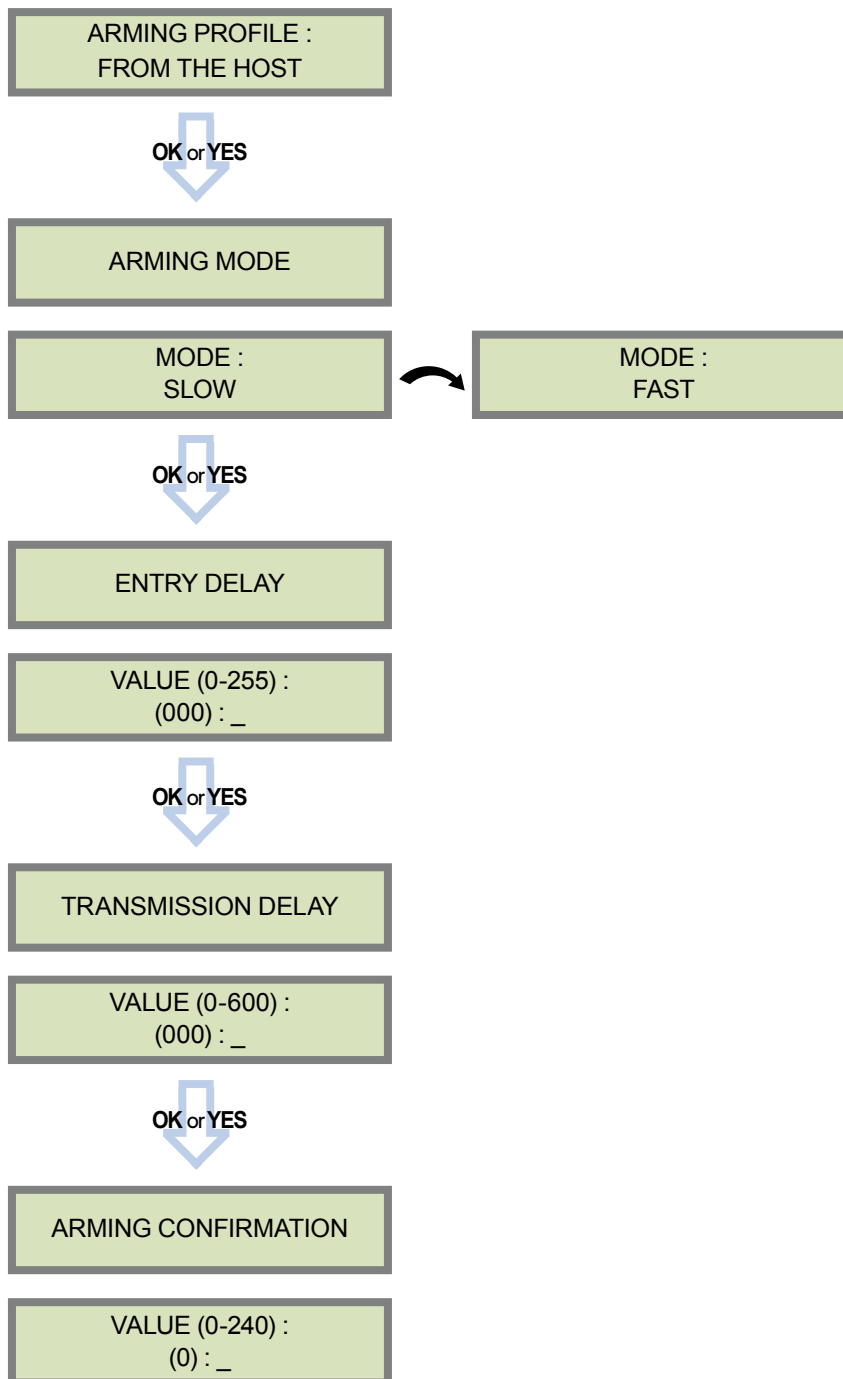 ARMING PROFILE :
FROM THE HOST
OK or YES
ARMING MODE
MODE :
SLOW
MODE :
FAST
OK or YES
ENTRY DELAY
VALUE (0-255) :
(000) : _
OK or YES
TRANSMISSION DELAY
VALUE (0-600) :
(000) : _
OK or YES
ARMING CONFIRMATION
VALUE (0-240) :
(0) : _